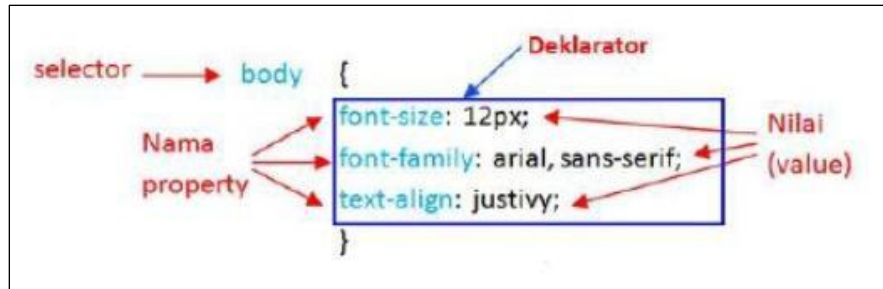 Deklarator
selector body {
font-size: 12px;
Nama property
font-family: arial, sans-serif;
Nilai (value)
text-align: justivy;
}